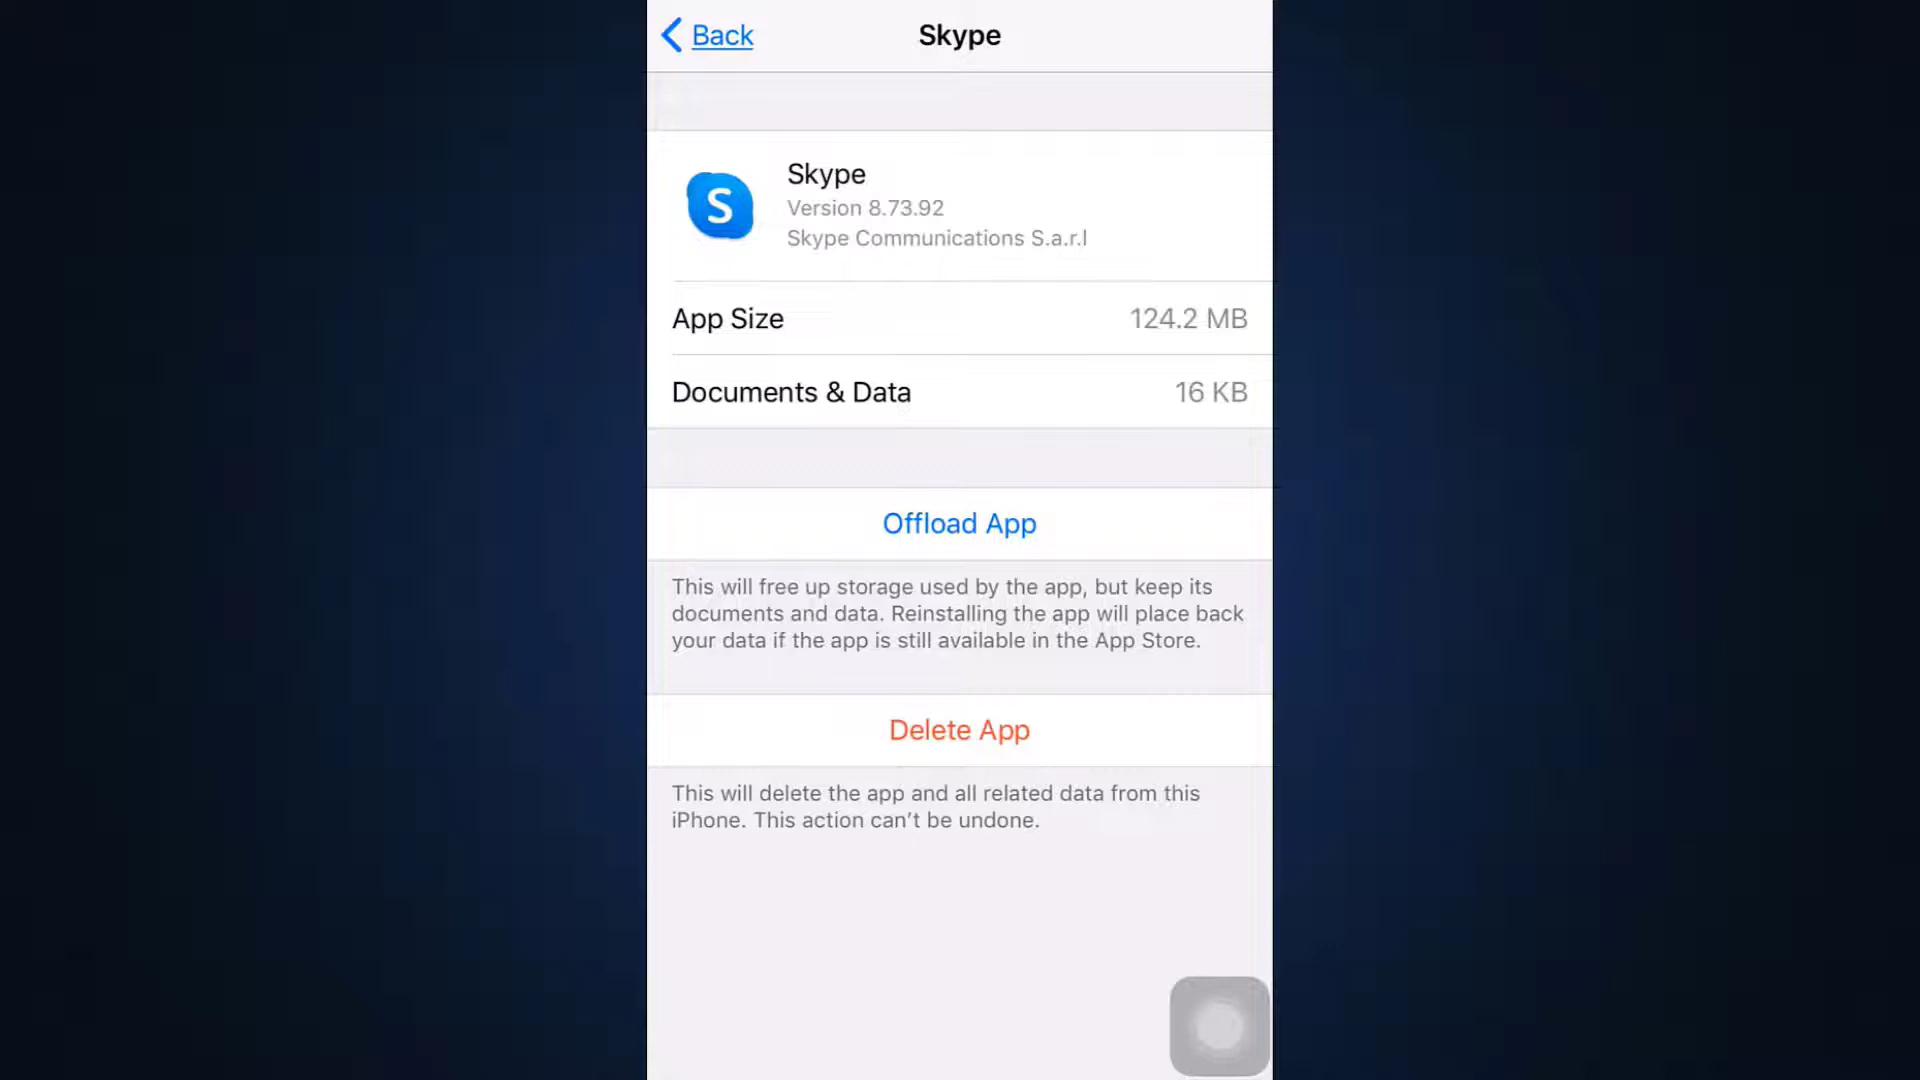 Back
Skype
S
Skype
Version 8.73.92
Skype Communications S.a.r.l
App Size 124.2 MB
Documents & Data 16 KB
Offload App
This will free up storage used by the app, but keep its
documents and data. Reinstalling the app will place back
your data if the app is still available in the App Store.
Delete App
This will delete the app and all related data from this
iPhone. This action can’t be undone.